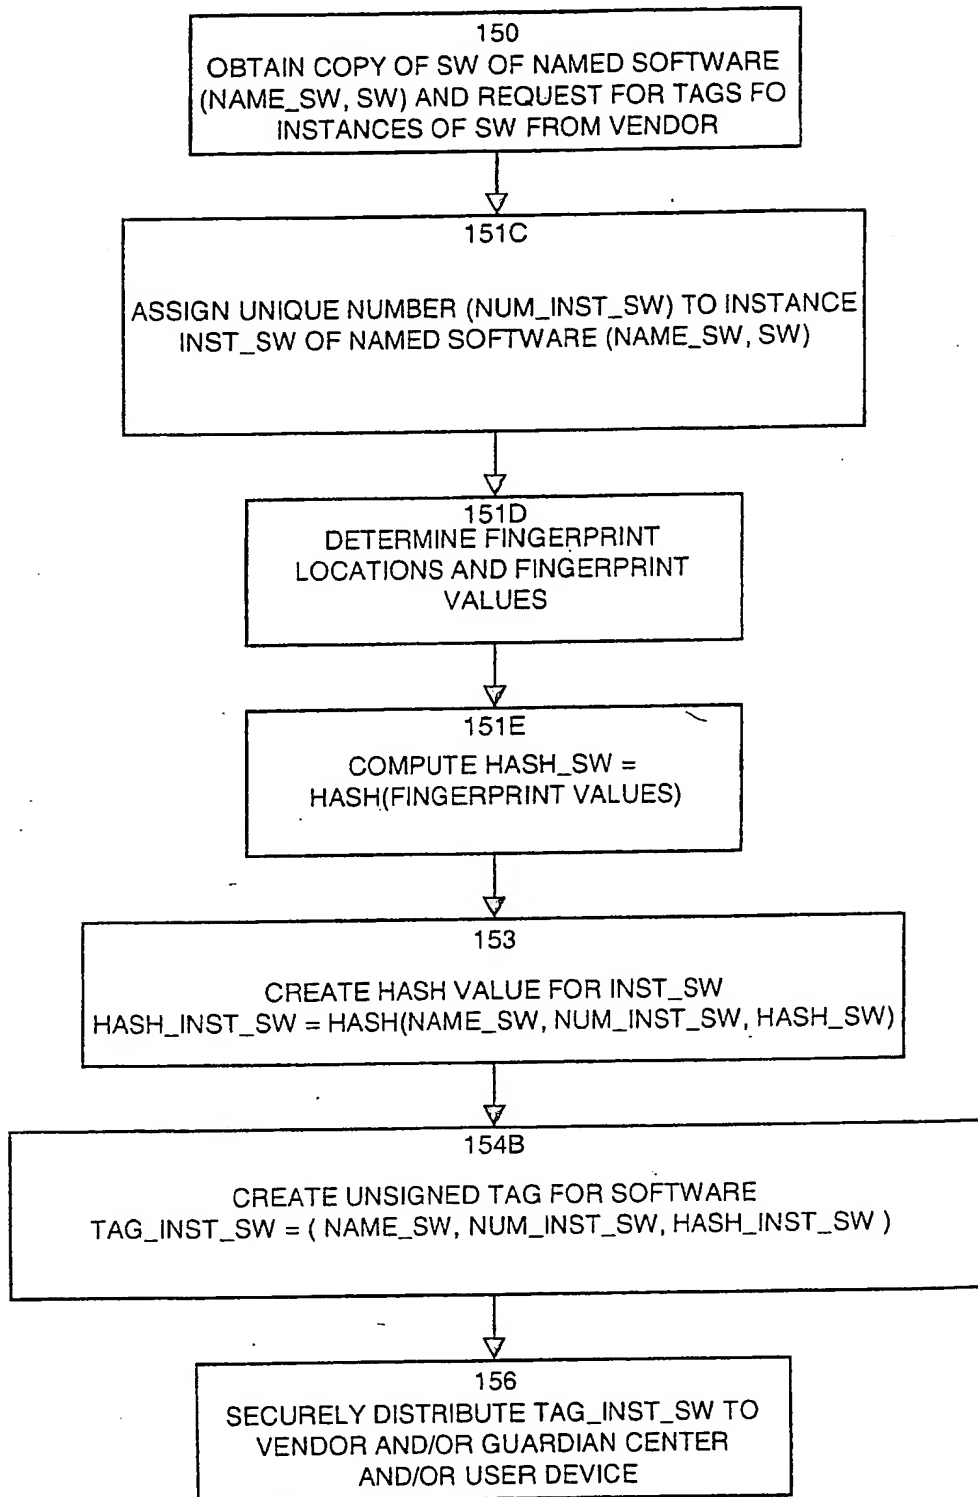 150
OBTAIN COPY OF SW OF NAMED SOFTWARE
(NAME_SW, SW) AND REQUEST FOR TAGS FO
INSTANCES OF SW FROM VENDOR
151C
ASSIGN UNIQUE NUMBER (NUM_INST_SW) TO INSTANCE
INST_SW OF NAMED SOFTWARE (NAME_SW, SW)
151D
DETERMINE FINGERPRINT
LOCATIONS AND FINGERPRINT
VALUES
151E
COMPUTE HASH_SW =
HASH(FINGERPRINT VALUES)
153
CREATE HASH VALUE FOR INST_SW
HASH_INST_SW = HASH(NAME_SW, NUM_INST_SW, HASH_SW)
154B
CREATE UNSIGNED TAG FOR SOFTWARE
TAG_INST_SW = ( NAME_SW, NUM_INST_SW, HASH_INST_SW )
156
SECURELY DISTRIBUTE TAG_INST_SW TO
VENDOR AND/OR GUARDIAN CENTER
AND/OR USER DEVICE